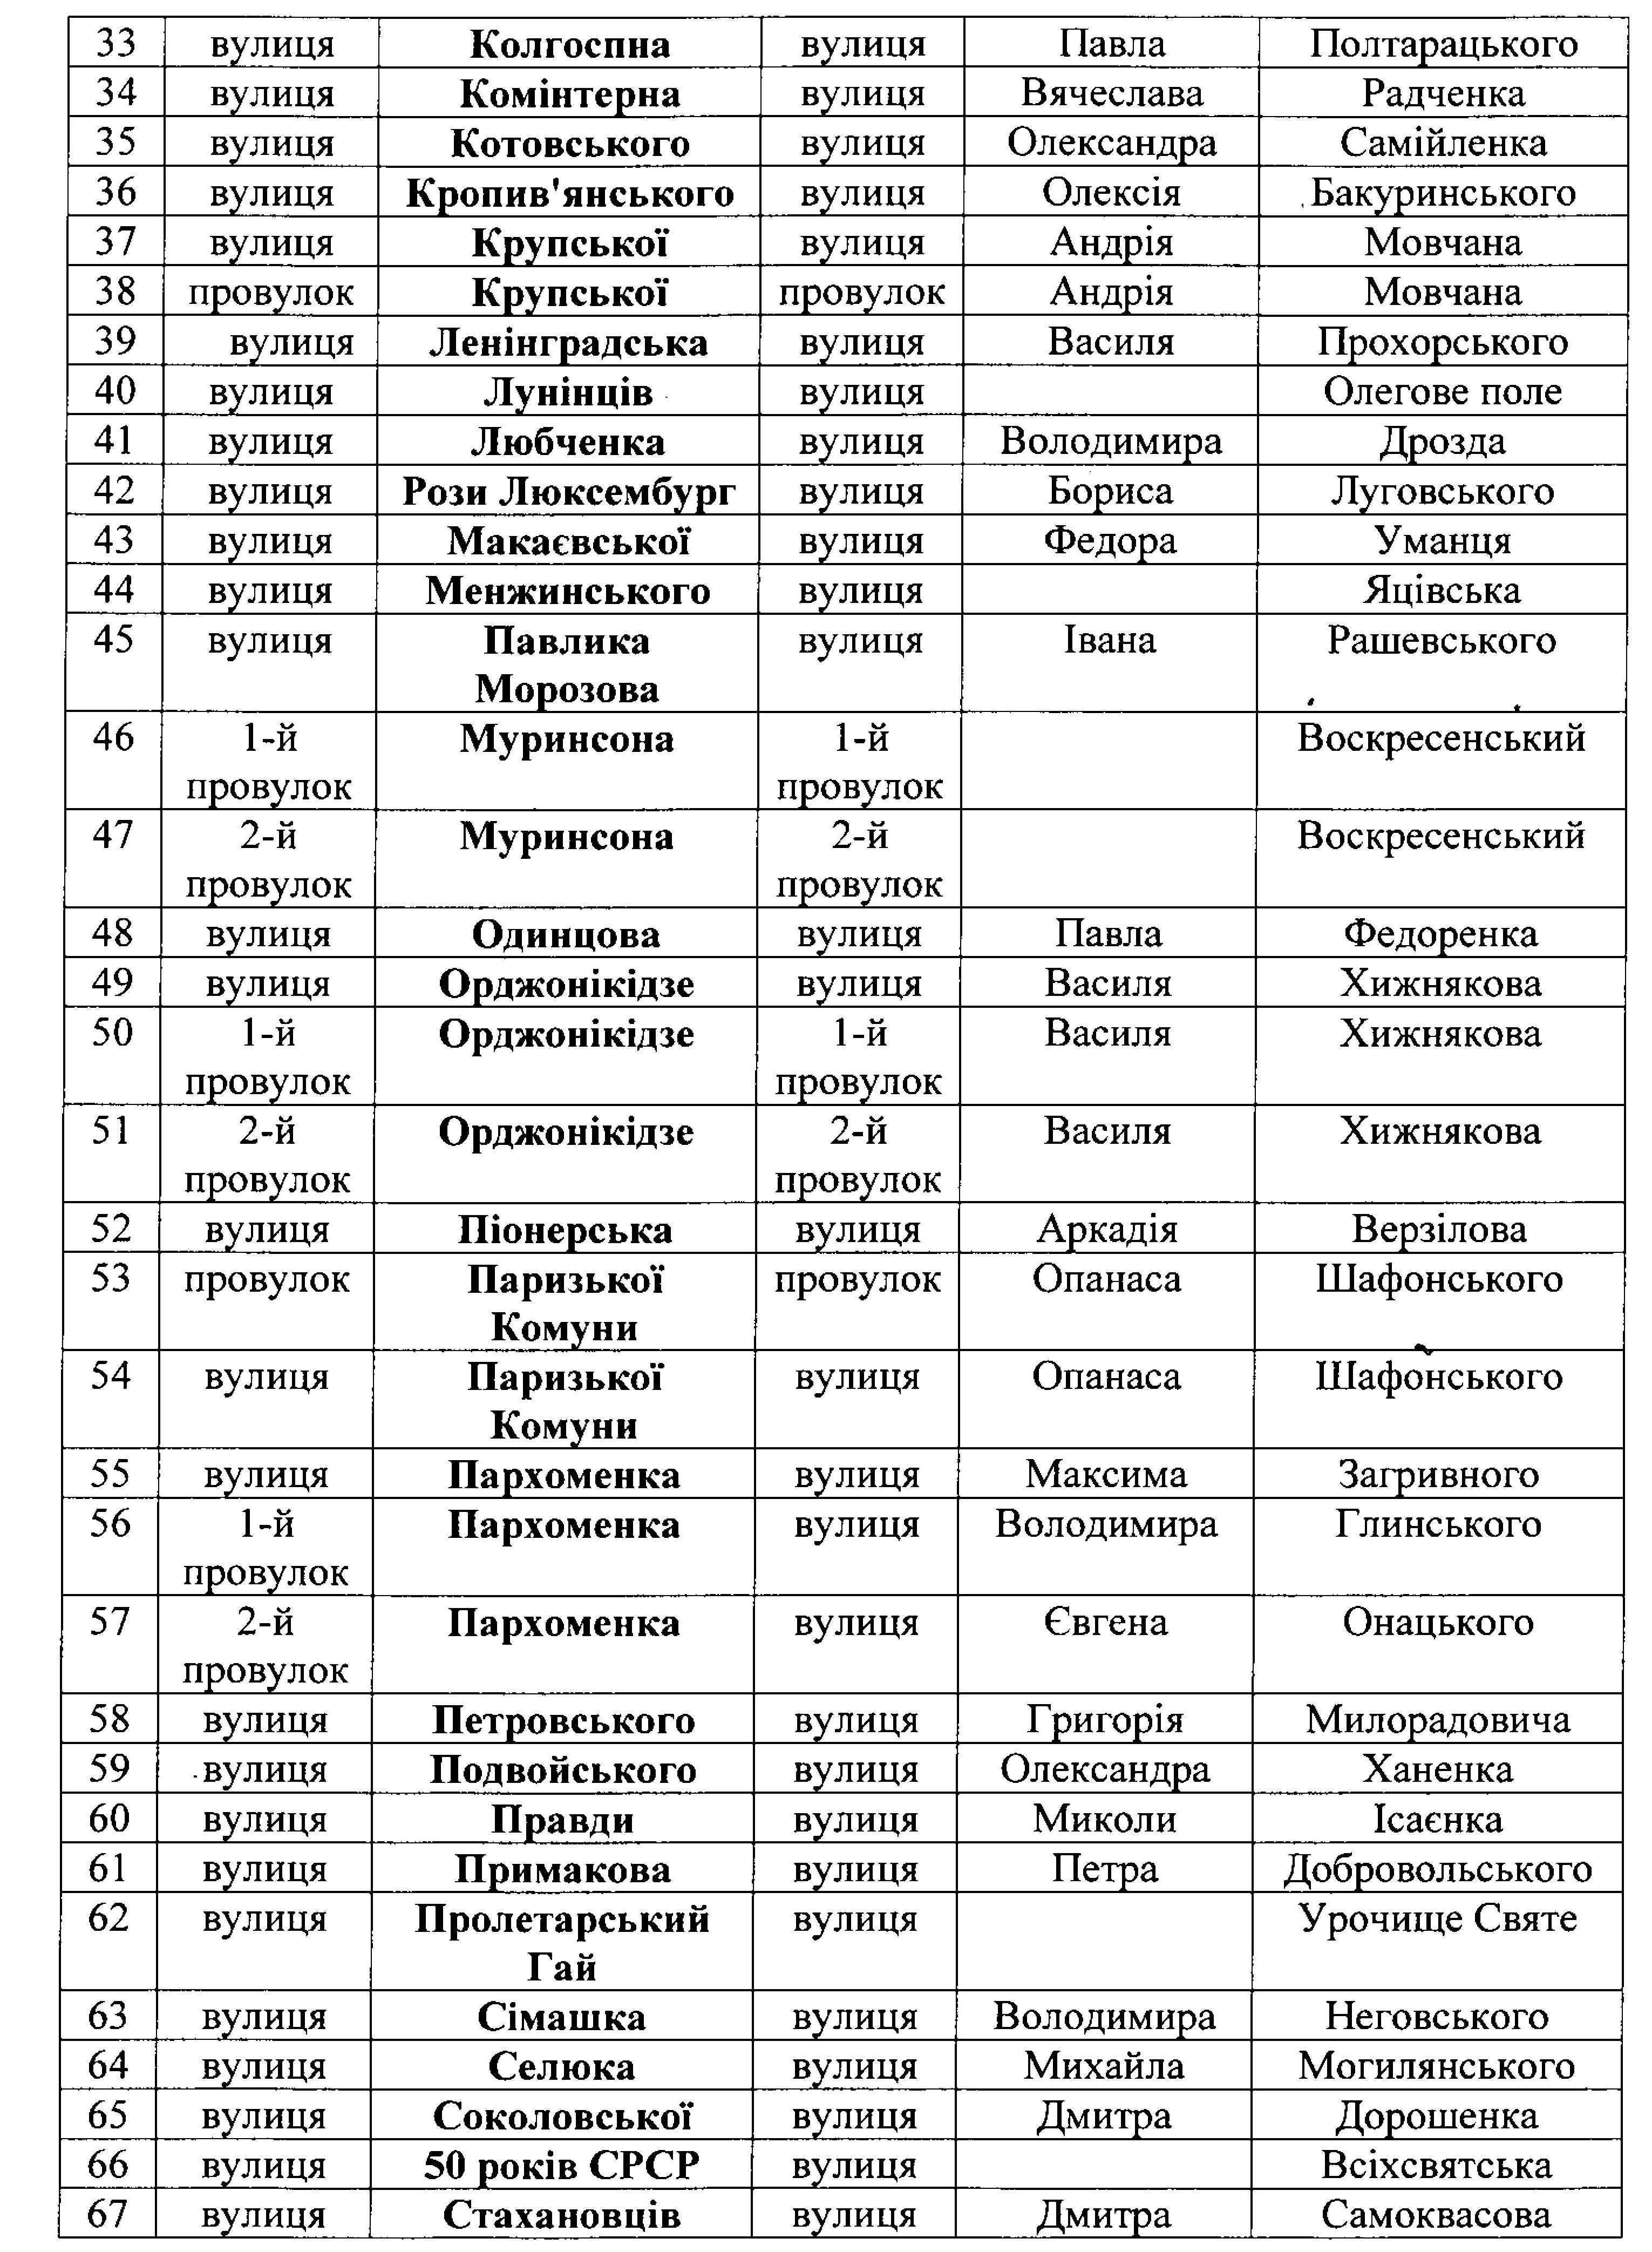 33 вулиця Колгоспна вулиця Павла Полтарацького
34 вулиця Комінтерна вулиця Вячеслава Радченка
35 вулиця Котовського вулиця Олександра Самійленка
36 вулиця Кропив'янського вулиця Олексія Бакуринського
37 вулиця Крупської вулиця Андрія Мовчана
38 провулок Крупської провулок Андрія Мовчана
39 вулиця Ленінградська вулиця Василя Прохорського
40 вулиця Лунінців вулиця Олегове поле
41 вулиця Любченка вулиця Володимира Дрозда
42 вулиця Рози Люксембург вулиця Бориса Луговського
43 вулиця Макаєвської вулиця Федора Уманця
44 вулиця Менжинського вулиця Яцівська
45 вулиця Павлика вулиця Івана Рашевського
Морозова
46 1-й Муринсона 1-й Воскресенський
провулок провулок
47 2-й Муринсона 2-й Воскресенський
провулок провулок
48 вулиця Одинцова вулиця Павла Федоренка
49 вулиця Орджонікідзе вулиця Василя Хижнякова
50 1-й Орджонікідзе 1-й Василя Хижнякова
провулок провулок
51 2-й Орджонікідзе 2-й Василя Хижнякова
провулок провулок
52 вулиця Піонерська вулиця Аркадія Верзілова
53 провулок Паризької провулок Опанаса Шафонського
Комуни
54 вулиця Паризької вулиця Опанаса Шафонського
Комуни
55 вулиця Пархоменка вулиця Максима Загривного
56 1-й Пархоменка вулиця Володимира Глинського
провулок
57 2-й Пархоменка вулиця Євгена Онацького
провулок
58 вулиця Петровського вулиця Григорія Милорадовича
59 вулиця Подвойського вулиця Олександра Ханенка
60 вулиця Правди вулиця Миколи Ісаєнка
61 вулиця Примакова вулиця Петра Добровольського
62 вулиця Пролетарський вулиця Урочище Святе
Гай
63 вулиця Сімашка вулиця Володимира Неговського
64 вулиця Селюка вулиця Михайла Могилянського
65 вулиця Соколовської вулиця Дмитра Дорошенка
66 вулиця 50 років СРСР вулиця Всіхсвятська
67 вулиця Стахановців вулиця Дмитра Самоквасова